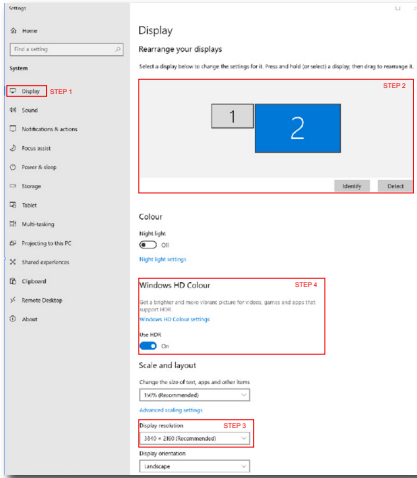 Settings
Home
Find a setting
System
Display STEP 1
Sound
Notifications & actions
Focus assist
Power & sleep
Storage
Tablet
Multi-tasking
Projecting to this PC
Shared experiences
Clipboard
Remote Desktop
About
Display
Rearrange your displays
Select a display below to change the settings for it. Press and hold (or select) a display, then drag to rearrange it.
STEP 2
1
2
Identify Detect
Colour
Night light
Off
Night light settings
Windows HD Colour STEP 4
Get a brighter and more vibrant picture for videos, games and apps that
support HDR
Windows HD Colour settings
Use HDR
On
Scale and layout
Change the size of text, apps and other items
150% (Recommended)
Advanced scaling settings
Display resolution STEP 3
3840 × 2160 (Recommended)
Display orientation
Landscape